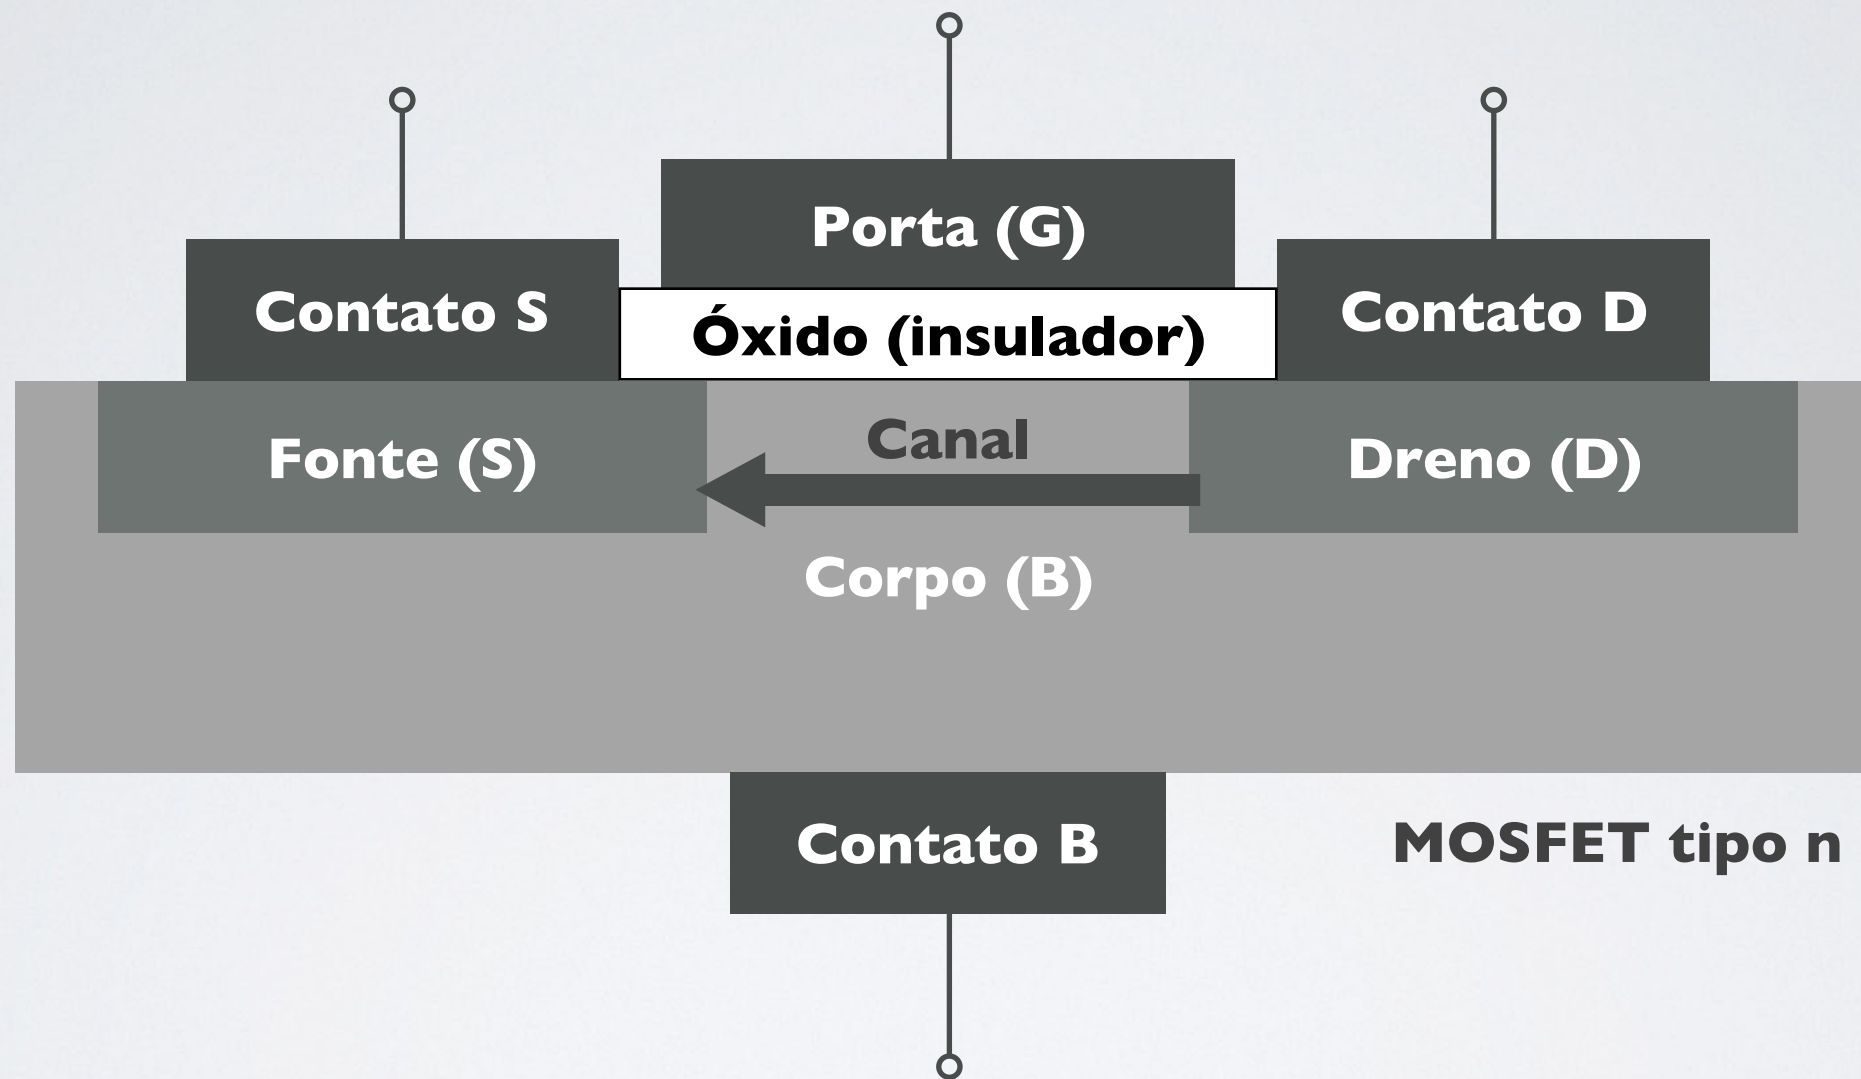 Porta (G)
Contato S
Óxido (insulador)
Contato D
Fonte (S)
Canal
Dreno (D)
Corpo (B)
Contato B
MOSFET tipo n